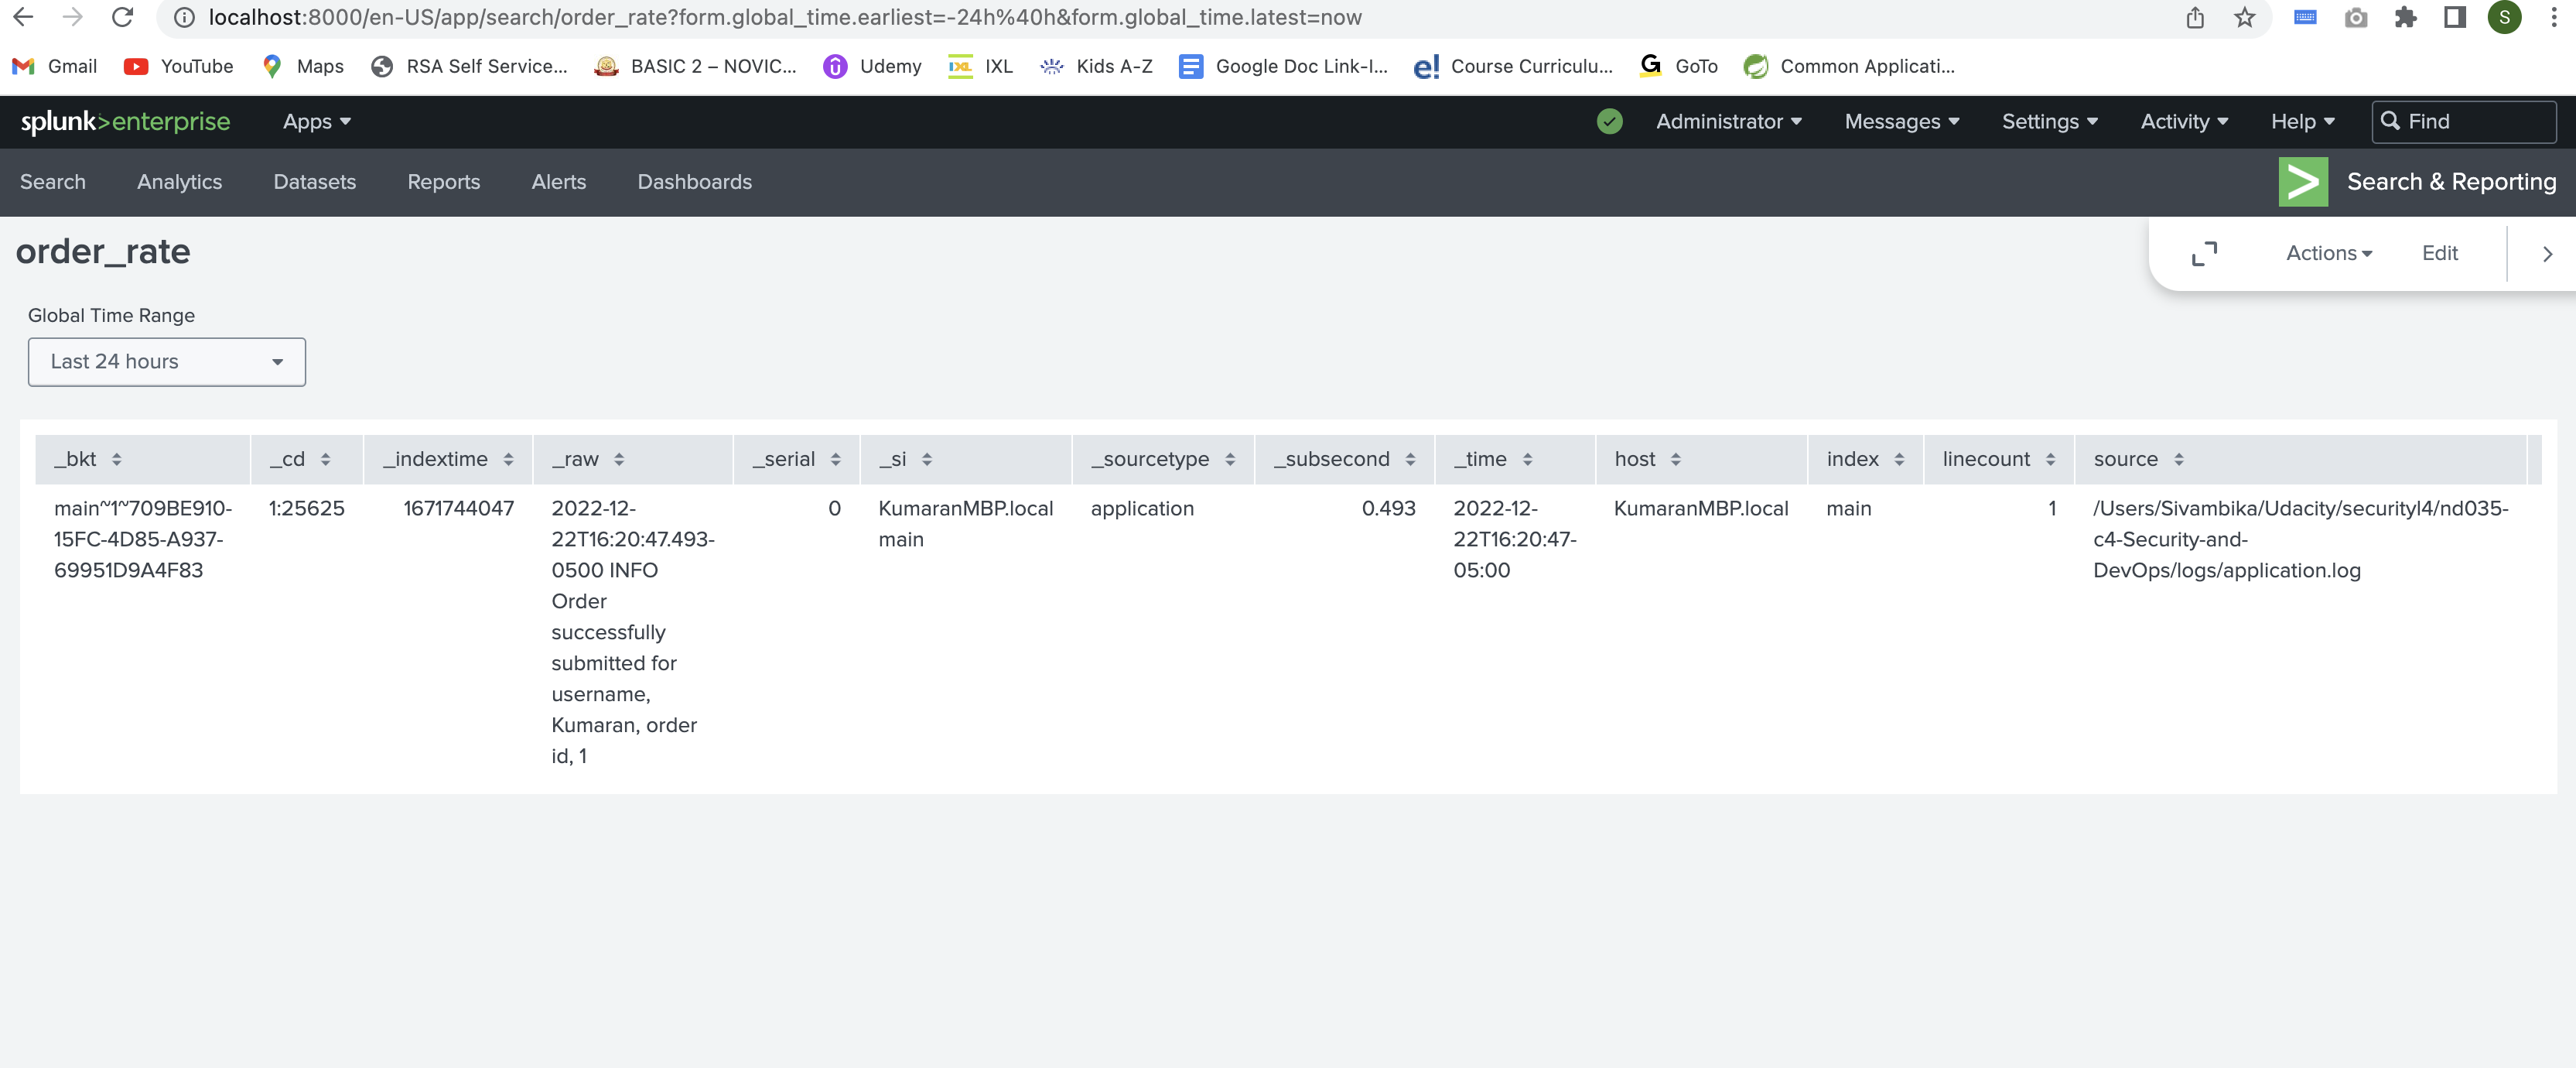 localhost:8000/en-US/app/search/order_rate?form.global_time.earliest=-24h%40h&form.global_time.latest=now
S
Gmail YouTube Maps RSA Self Service... BASIC 2 – NOVIC... Udemy IXL Kids A-Z Google Doc Link-I... Course Curriculu... GoTo Common Applicati...
splunk>enterprise Apps Administrator Messages Settings Activity Help Find
Search Analytics Datasets Reports Alerts Dashboards Search & Reporting
order_rate
Actions Edit
Global Time Range
Last 24 hours
_bkt _cd _indextime _raw _serial _si _sourcetype _subsecond _time host index linecount source
main~1~709BE910- 1:25625 1671744047 2022-12- 0 KumaranMBP.local application 0.493 2022-12- KumaranMBP.local main 1 /Users/Sivambika/Udacity/securityl4/nd035-
15FC-4D85-A937- 22T16:20:47.493- main 22T16:20:47- c4-Security-and-
69951D9A4F83 0500 INFO 05:00 DevOps/logs/application.log
Order
successfully
submitted for
username,
Kumaran, order
id, 1